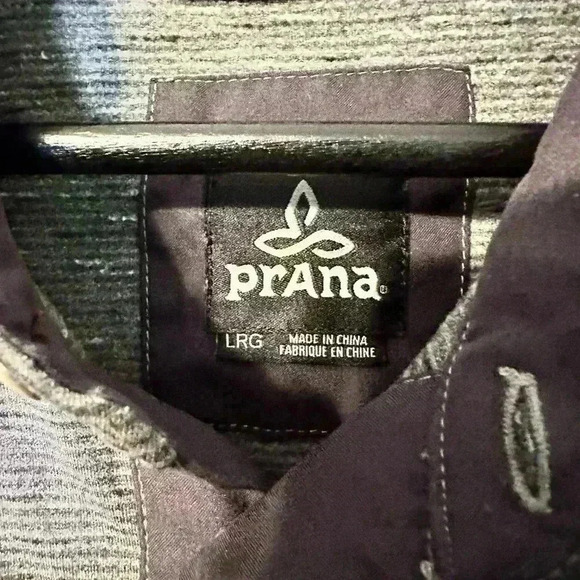 prAna®
LRG
MADE IN CHINA
FABRIQUE EN CHINE